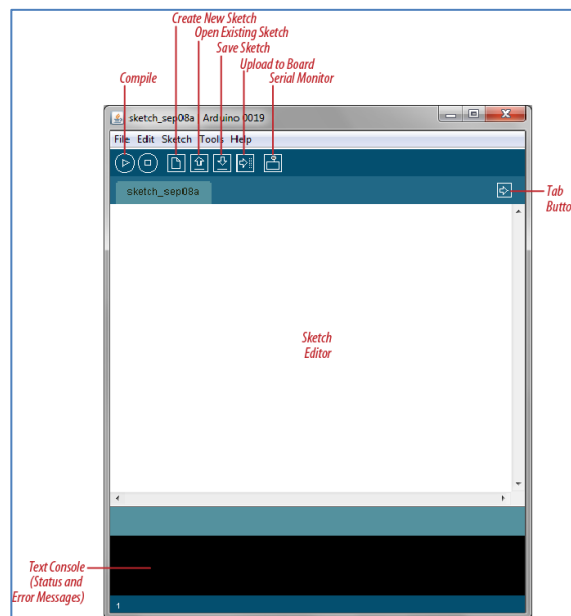 Create New Sketch
Open Existing Sketch
Save Sketch
Upload to Board
Compile
Serial Monitor
sketch_sep08a | Arduino 0019
File Edit Sketch Tools Help
sketch_sep08a
Tab
Butto
Sketch
Editor
Text Console
(Status and
Error Messages)
1